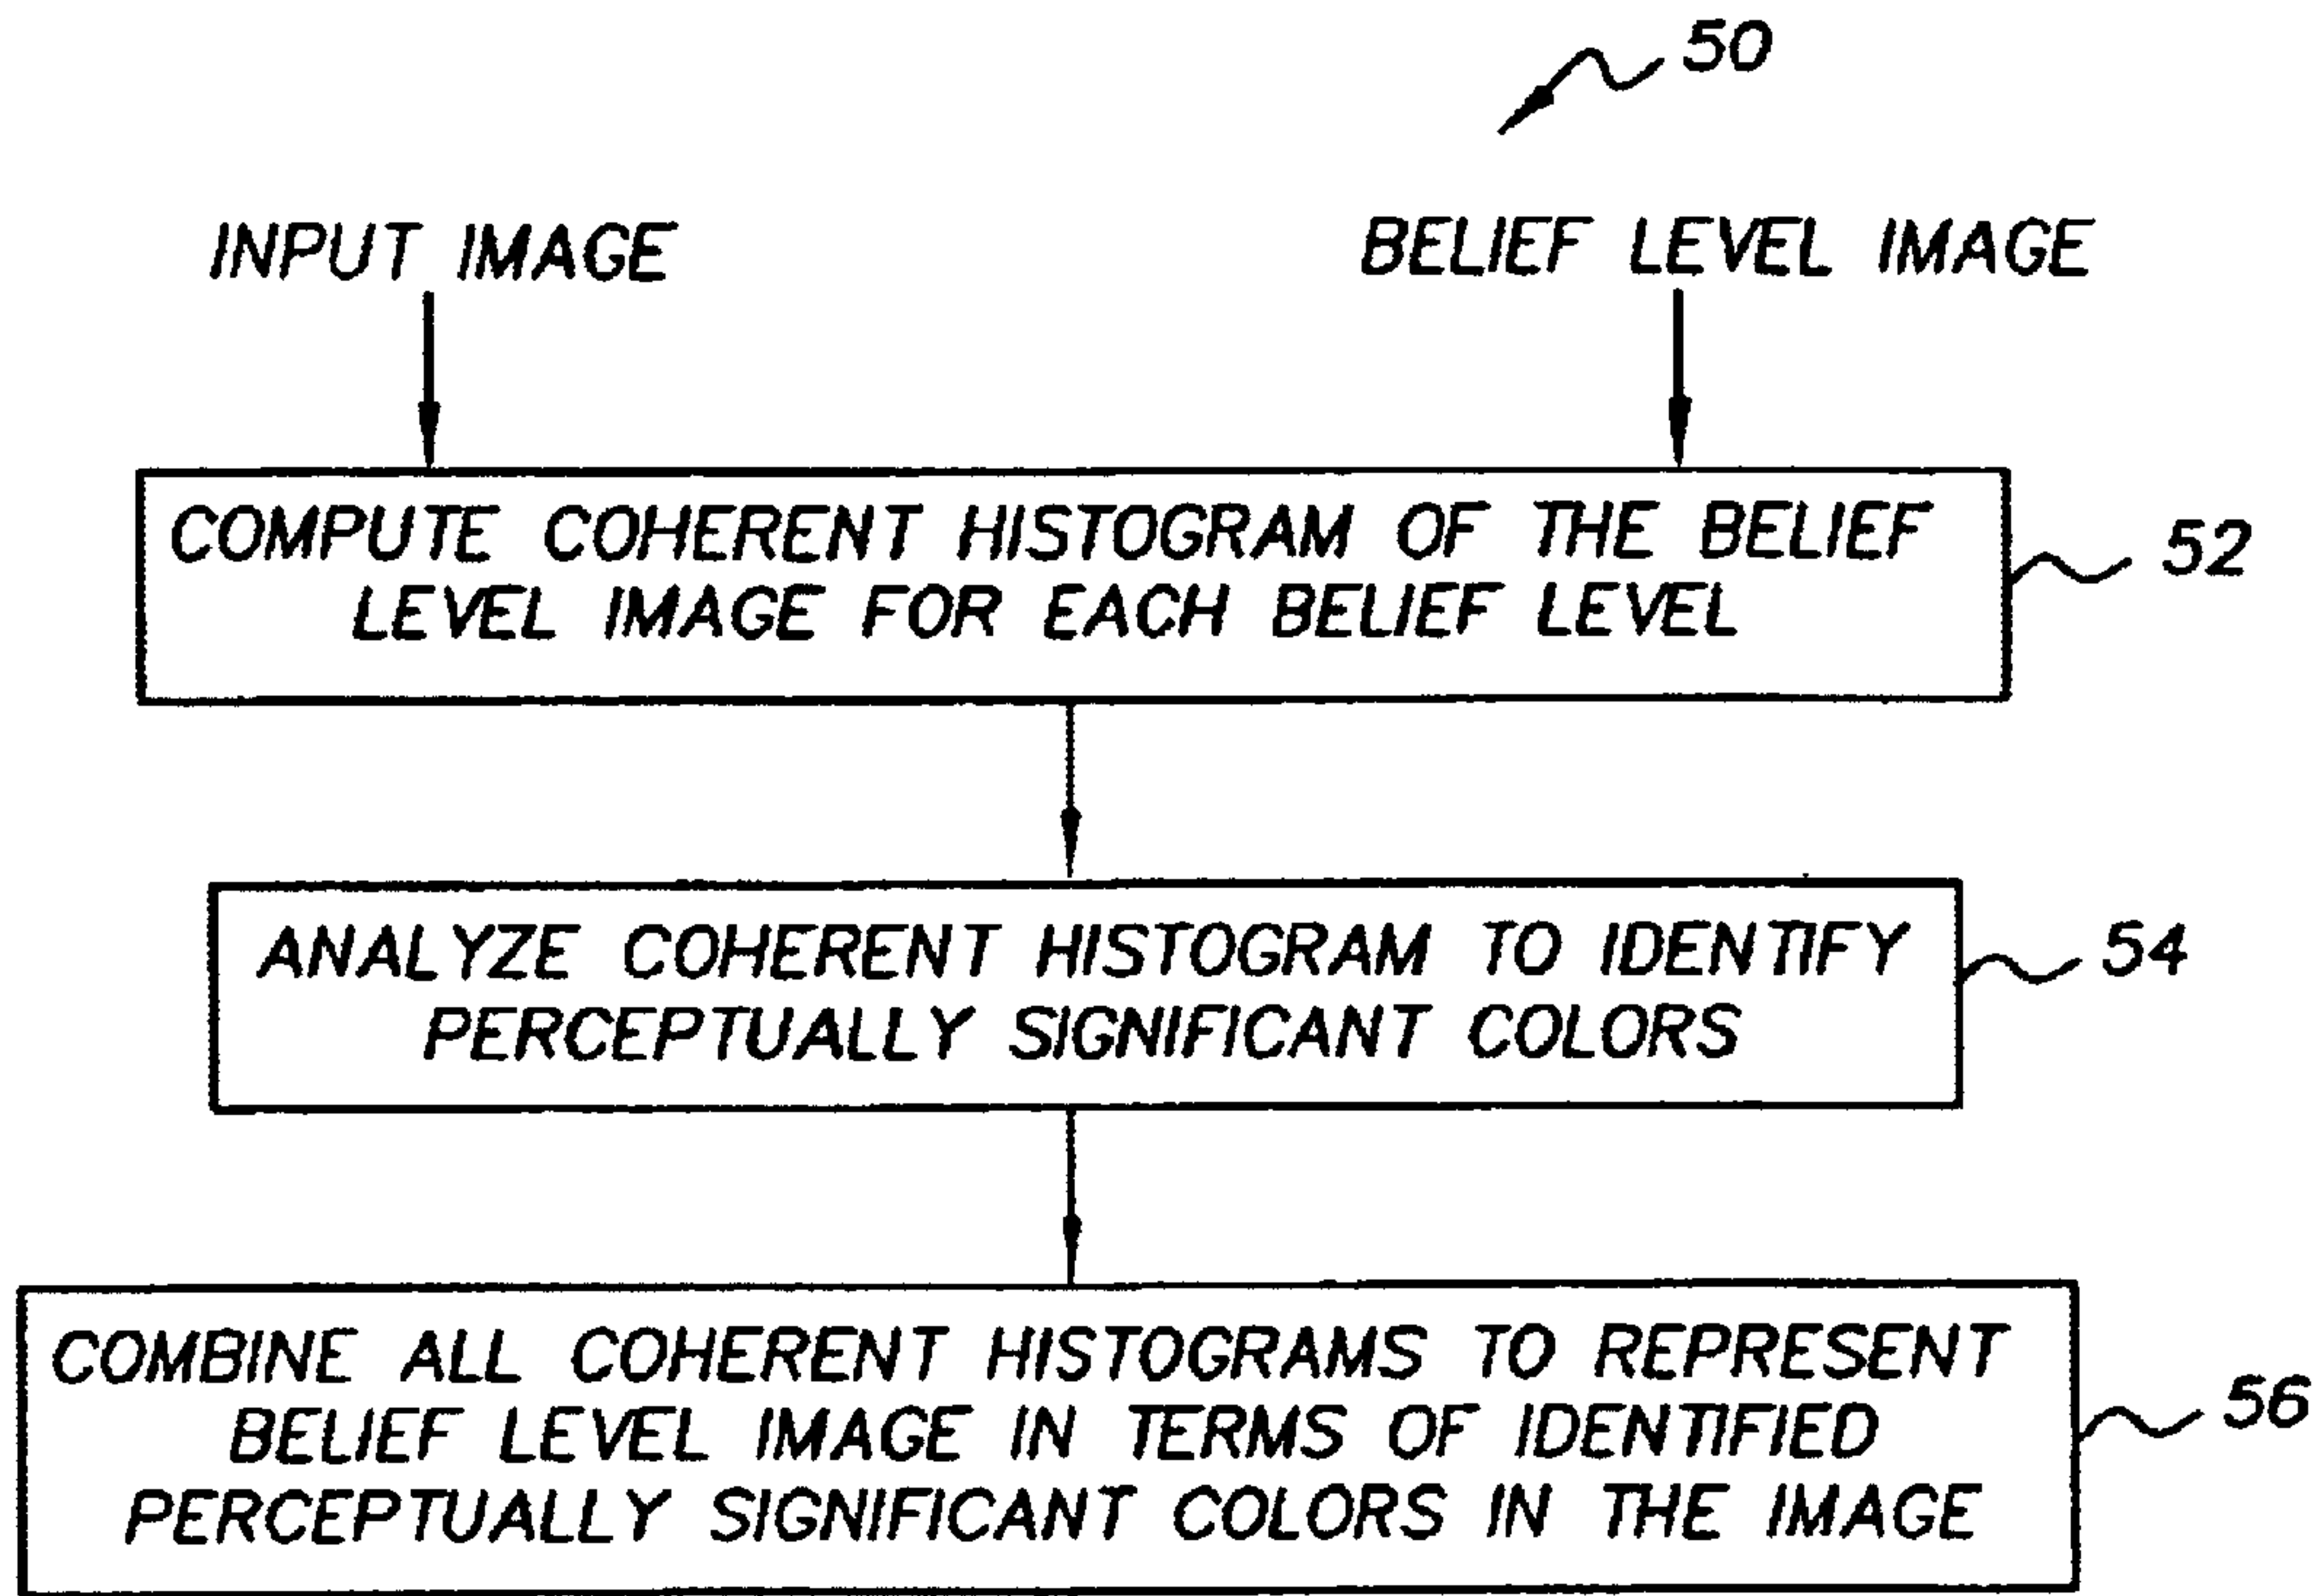 50
INPUT IMAGE
BELIEF LEVEL IMAGE
COMPUTE COHERENT HISTOGRAM OF THE BELIEF
LEVEL IMAGE FOR EACH BELIEF LEVEL
52
ANALYZE COHERENT HISTOGRAM TO IDENTIFY
PERCEPTUALLY SIGNIFICANT COLORS
54
COMBINE ALL COHERENT HISTOGRAMS TO REPRESENT
BELIEF LEVEL IMAGE IN TERMS OF IDENTIFIED
PERCEPTUALLY SIGNIFICANT COLORS IN THE IMAGE
56